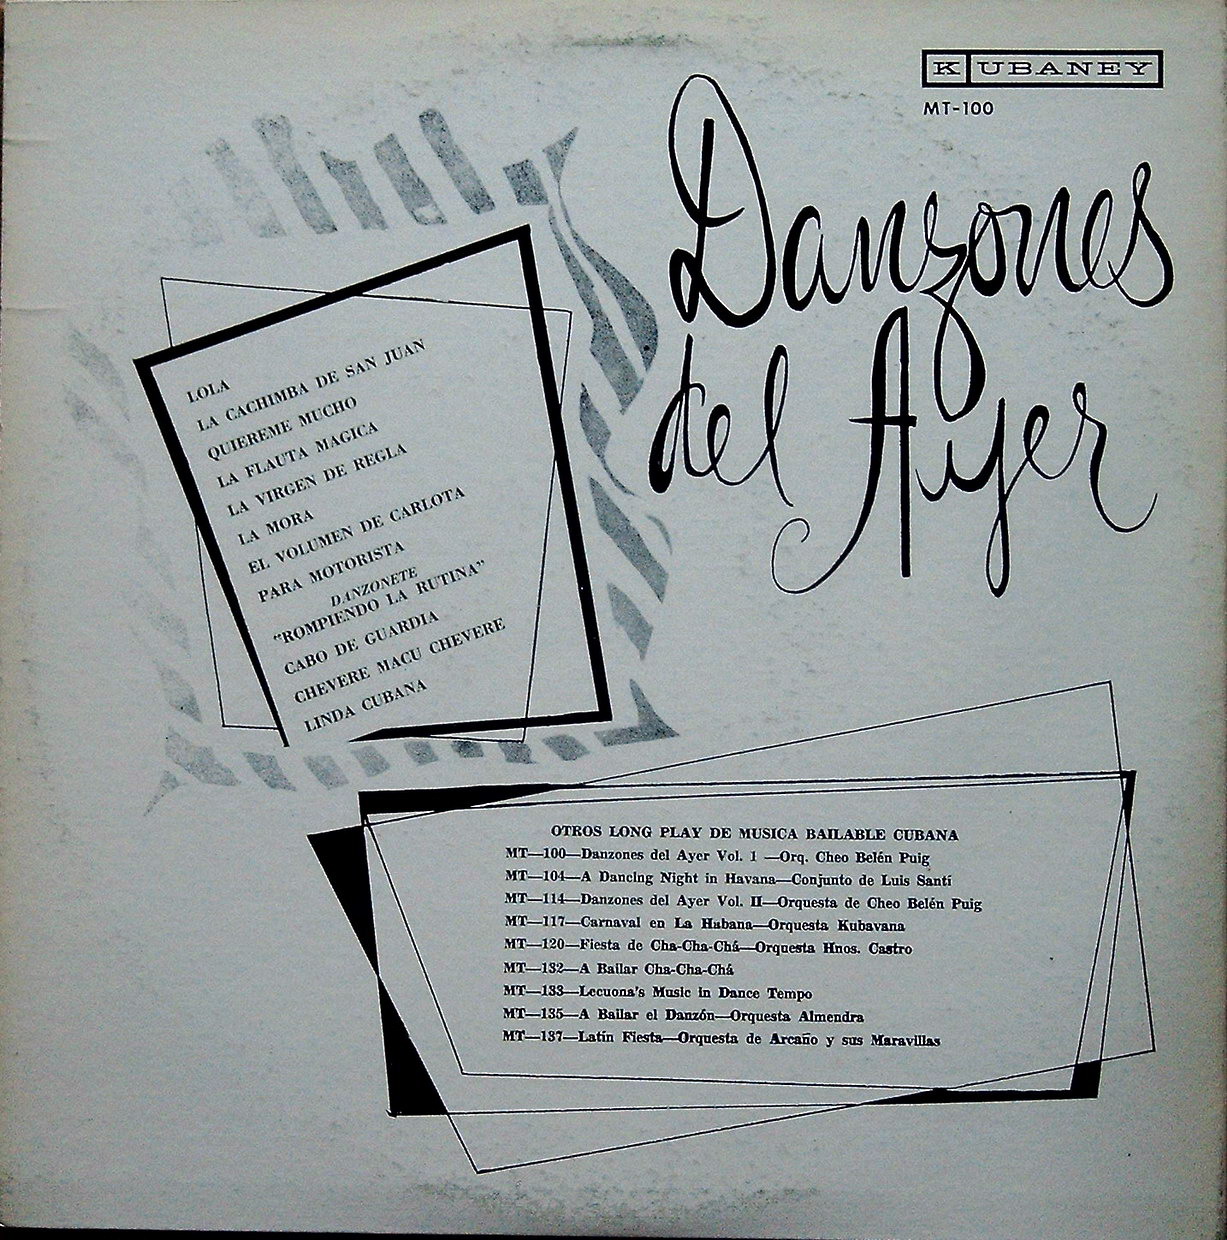 KUBANEY
MT-100
Danzones
del Ayer
LOLA
LA CACHIMBA DE SAN JUAN
QUIEREME MUCHO
LA FLAUTA MAGICA
LA VIRGEN DE REGLA
LA MORA
EL VOLUMEN DE CARLOTA
PARA MOTORISTA
DANZONETE
"ROMPIENDO LA RUTINA"
CABO DE GUARDIA
CHEVERE MACU CHEVERE
LINDA CUBANA
OTROS LONG PLAY DE MUSICA BAILABLE CUBANA
MT—100—Danzones del Ayer Vol. 1 —Orq. Cheo Belén Puig
MT—104—A Dancing Night in Havana—Conjunto de Luis Santí
MT—114—Danzones del Ayer Vol. II—Orquesta de Cheo Belén Puig
MT—117—Carnaval en La Habana—Orquesta Kubavana
MT—120—Fiesta de Cha-Cha-Chá—Orquesta Hnos. Castro
MT—132—A Bailar Cha-Cha-Chá
MT—133—Lecuona's Music in Dance Tempo
MT—135—A Bailar el Danzón—Orquesta Almendra
MT—137—Latin Fiesta—Orquesta de Arcaño y sus Maravillas